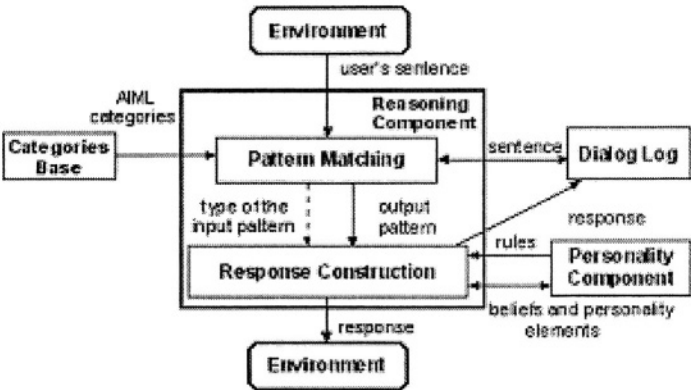 Environment
user's sentence
AIML
categories
Reasoning
Component
Categories
Base
Pattern Matching
sentence
Dialog Log
type of the
input pattern
output
pattern
response
rules
Personality
Component
Response Construction
beliefs and personality
elements
response
Environment